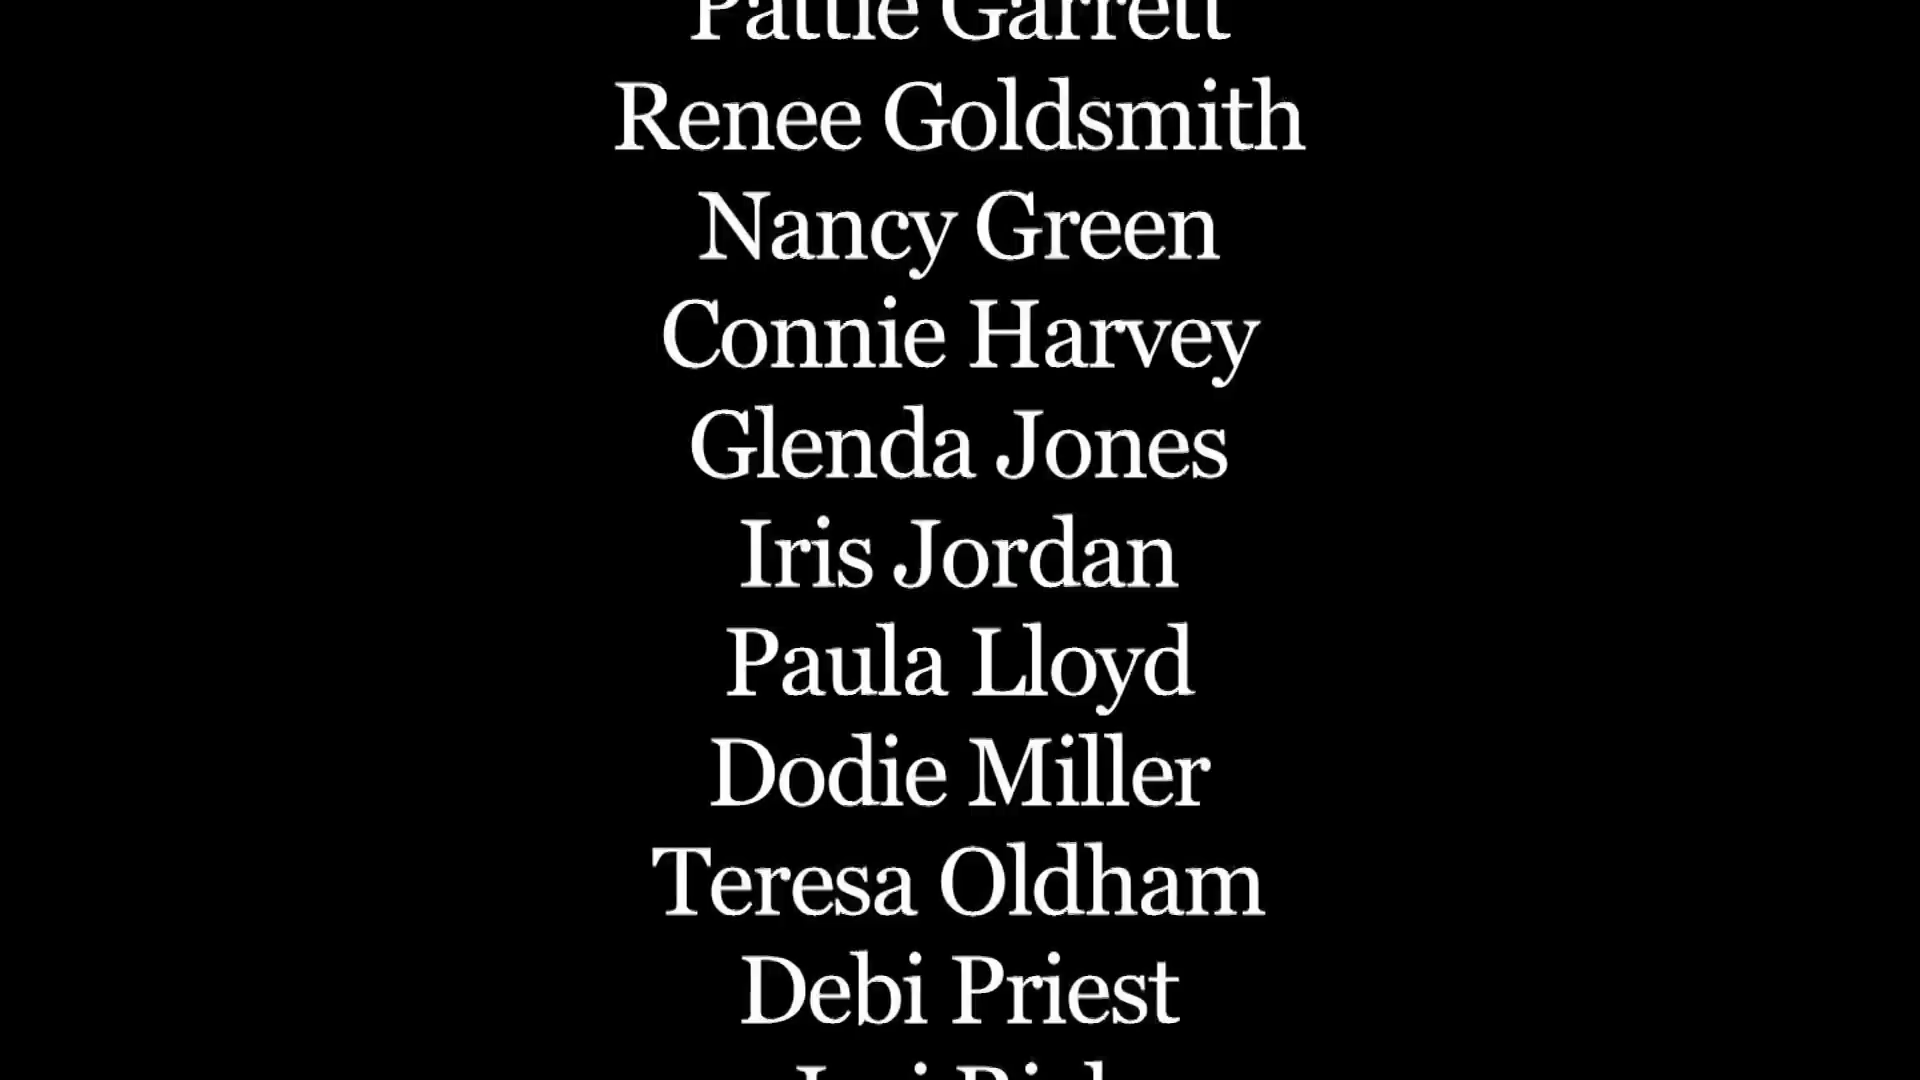 Pattie Garrett
Renee Goldsmith
Nancy Green
Connie Harvey
Glenda Jones
Iris Jordan
Paula Lloyd
Dodie Miller
Teresa Oldham
Debi Priest